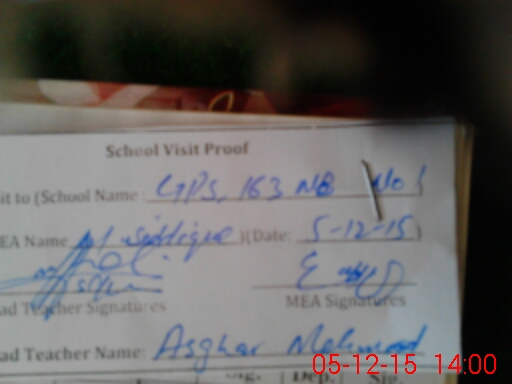 School Visit Proof
it to (School Name: GPS, 163 NB No 1
EA Name M Siddique )(Date: 5-12-15)
ad Teacher Signatures MEA Signatures
ad Teacher Name: Asghar Mehmood
05-12-15 14:00